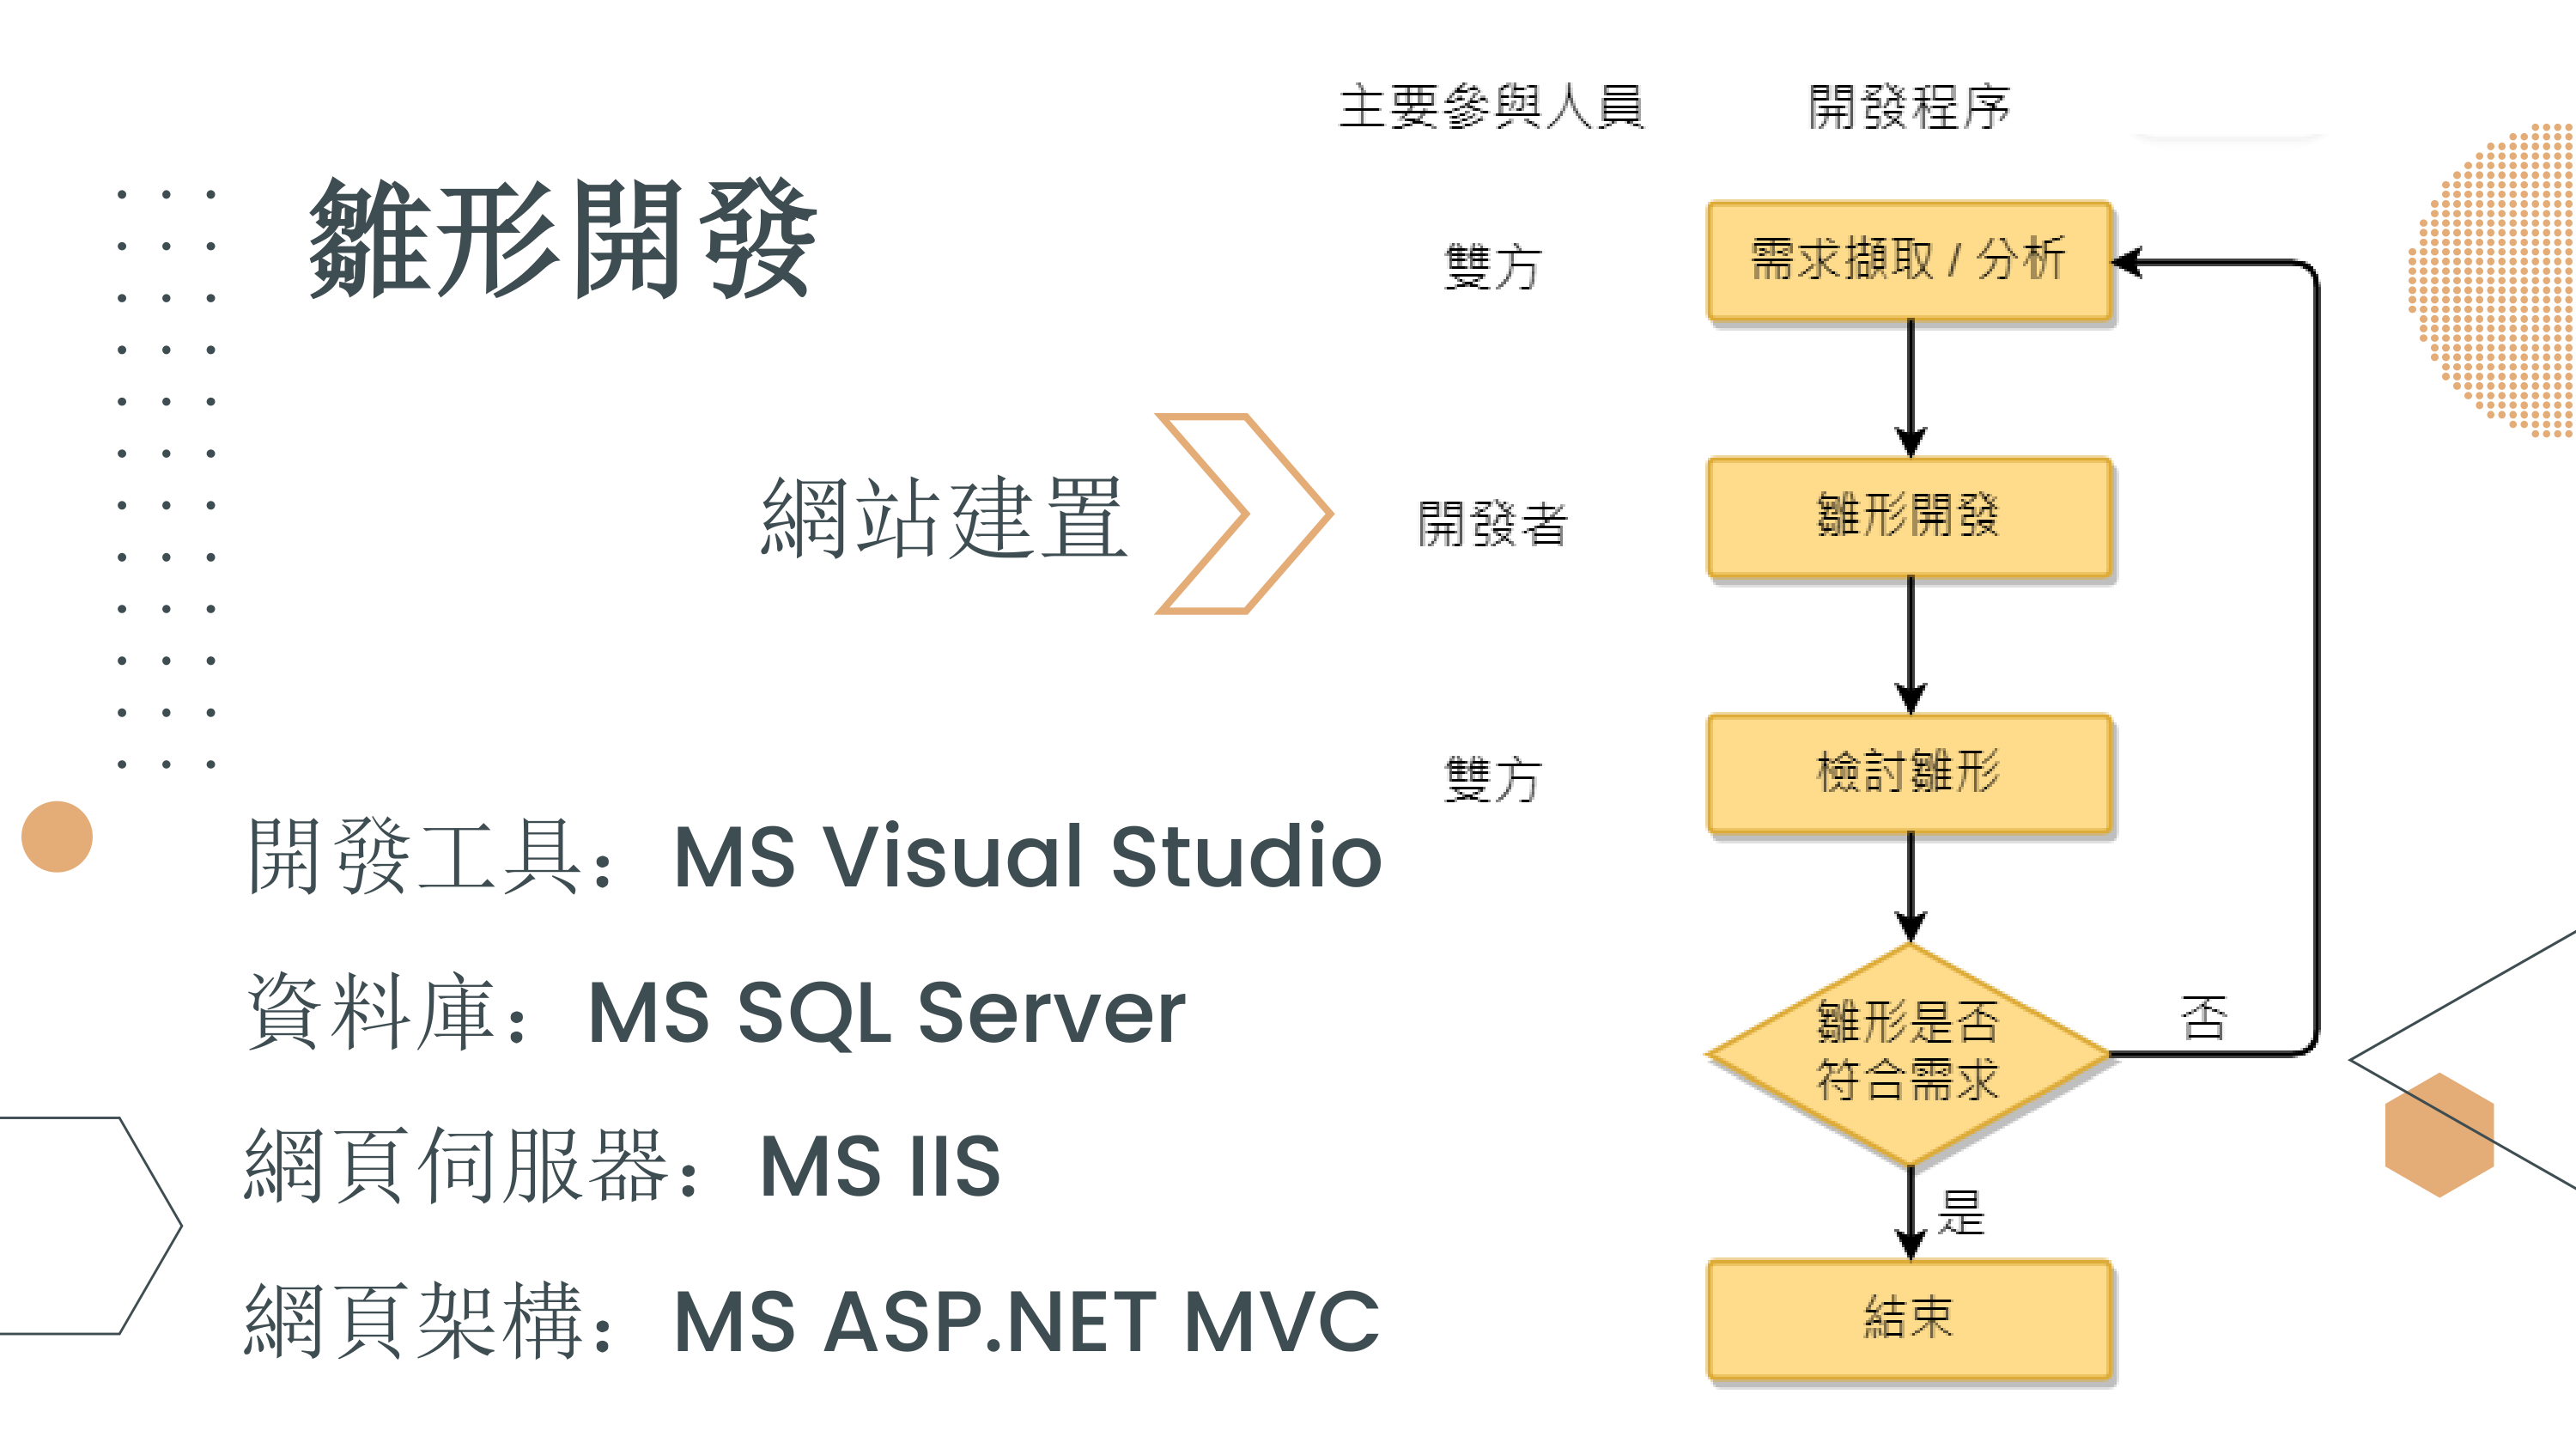 雛形開發
網站建置
開發工具：MS Visual Studio
資料庫：MS SQL Server
網頁伺服器：MS IIS
網頁架構：MS ASP.NET MVC
主要參與人員
開發程序
雙方
需求擷取 / 分析
開發者
雛形開發
雙方
檢討雛形
雛形是否
符合需求
否
是
結束